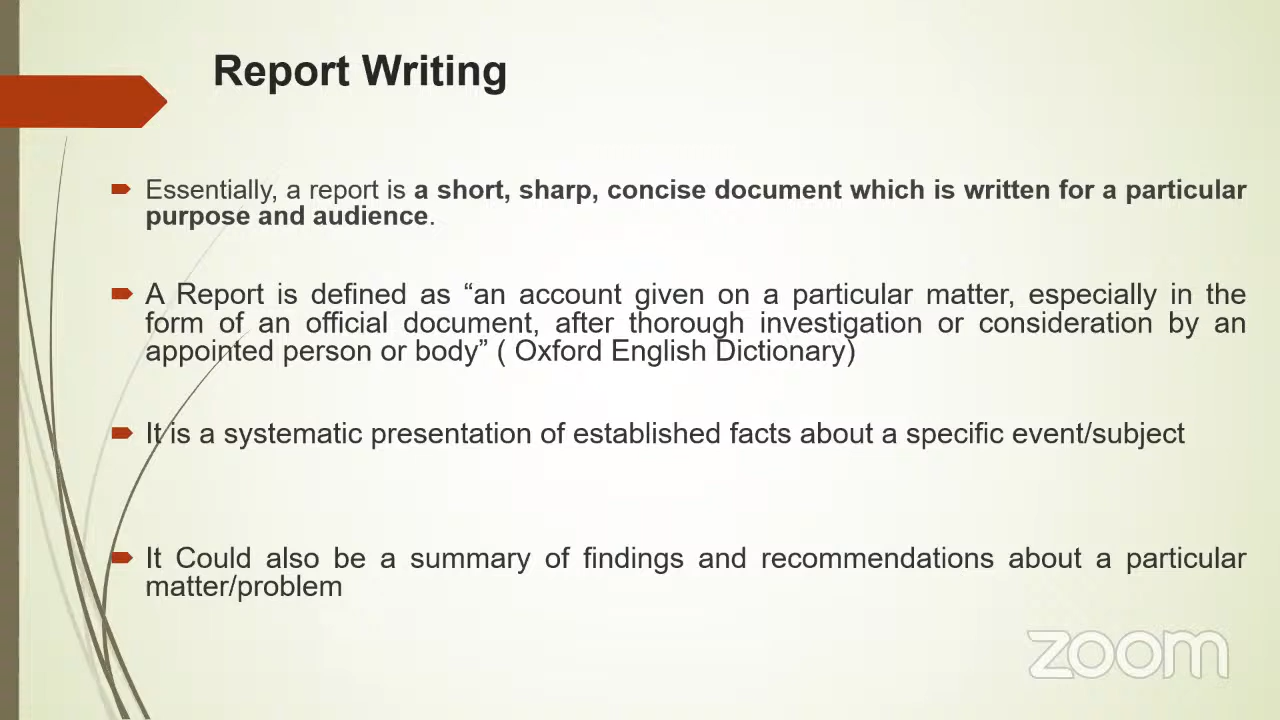 Report Writing
Essentially, a report is a short, sharp, concise document which is written for a particular
purpose and audience.
A Report is defined as “an account given on a particular matter, especially in the
form of an official document, after thorough investigation or consideration by an
appointed person or body” ( Oxford English Dictionary)
It is a systematic presentation of established facts about a specific event/subject
It Could also be a summary of findings and recommendations about a particular
matter/problem
zoom